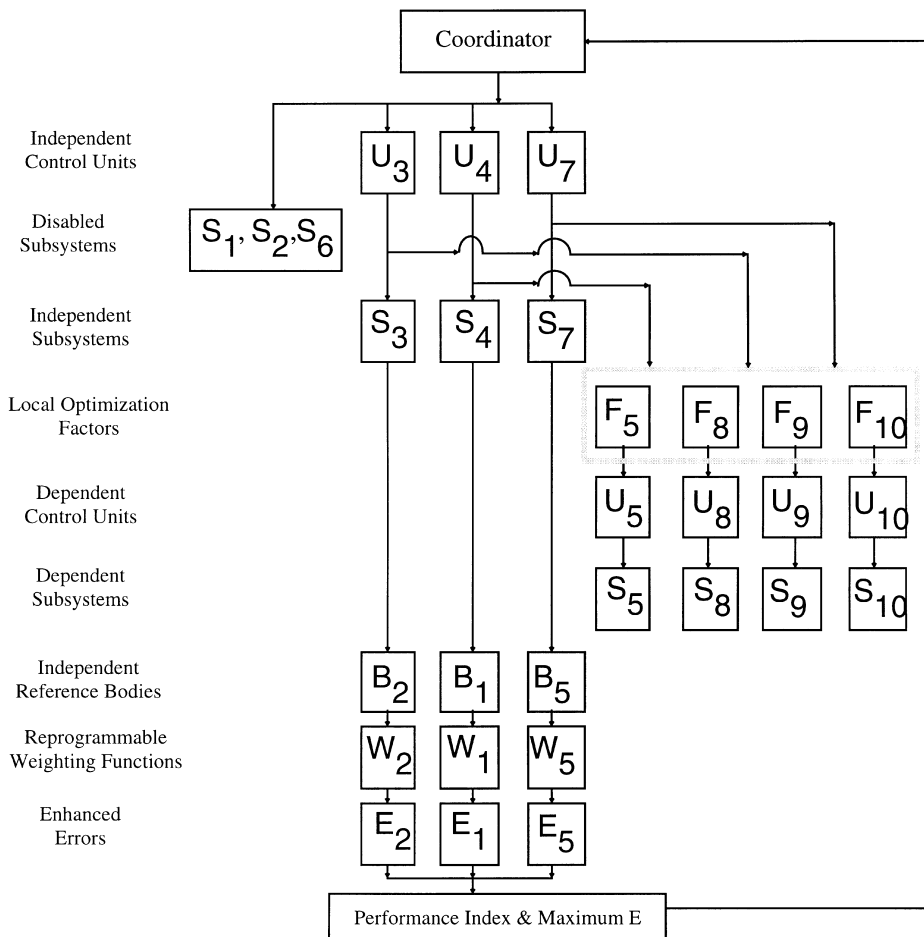 Coordinator
Independent
Control Units
U3 U4 U7
Disabled
Subsystems
S1, S2,S6
Independent
Subsystems
S3 S4 S7
Local Optimization
Factors
F5 F8 F9 F10
Dependent
Control Units
U5 U8 U9 U10
Dependent
Subsystems
S5 S8 S9 S10
Independent
Reference Bodies
B2 B1 B5
Reprogrammable
Weighting Functions
W2 W1 W5
Enhanced
Errors
E2 E1 E5
Performance Index & Maximum E